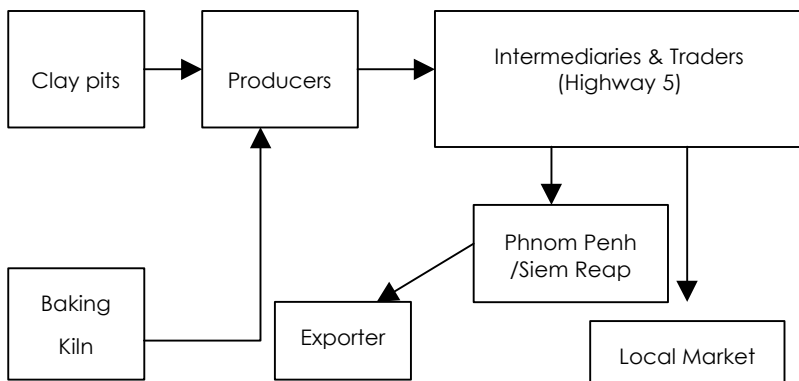 Clay pits
Producers
Intermediaries & Traders
(Highway 5)
Phnom Penh
/Siem Reap
Baking
Kiln
Exporter
Local Market